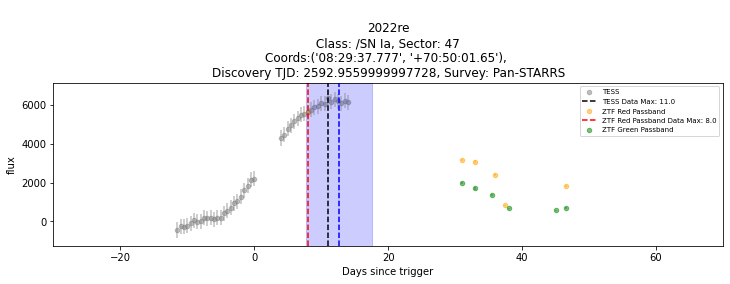 2022re
Class: /SN Ia, Sector: 47
Coords:('08:29:37.777', '+70:50:01.65'),
Discovery TJD: 2592.9559999997728, Survey: Pan-STARRS
flux
6000
4000
2000
0
TESS
TESS Data Max: 11.0
ZTF Red Passband
ZTF Red Passband Data Max: 8.0
ZTF Green Passband
−20
0
20
40
60
Days since trigger